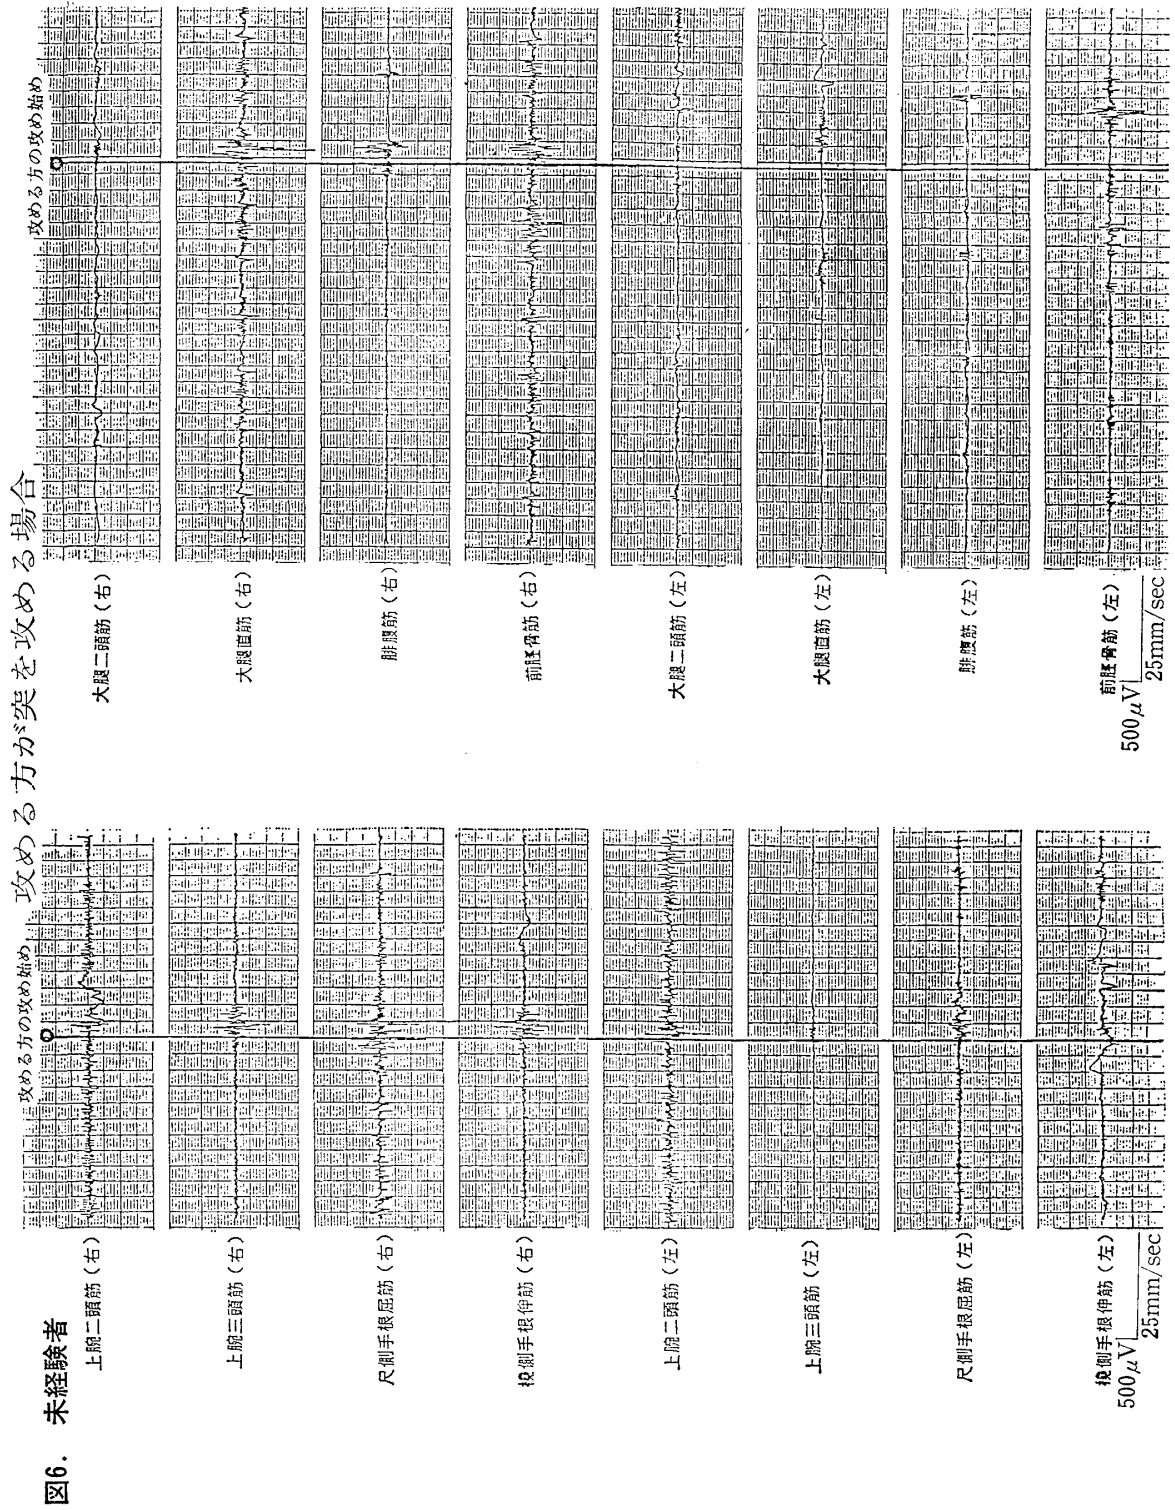 図6. 未経験者
攻める方が突を攻める場合
攻める方の攻め始め
上腕二頭筋（右）
上腕三頭筋（右）
尺側手根屈筋（右）
橈側手根伸筋（右）
上腕二頭筋（左）
上腕三頭筋（左）
尺側手根屈筋（左）
橈側手根伸筋（左）
500μV
25mm/sec
攻める方の攻め始め
大腿二頭筋（右）
大腿直筋（右）
腓腹筋（右）
前脛骨筋（右）
大腿二頭筋（左）
大腿直筋（左）
腓腹筋（左）
前脛骨筋（左）
500μV
25mm/sec